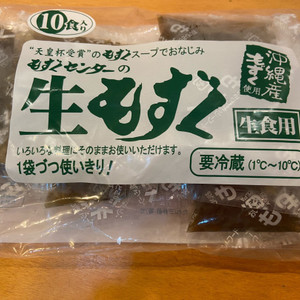 10食入り
"天皇杯受賞"のもずくスープでおなじみ
もずくセンターの
生もずく
沖縄産
もずく
使用
生食用
いろいろな料理にそのままお使いいただけます。
1袋づつ使いきり!
要冷蔵(1℃〜10℃)